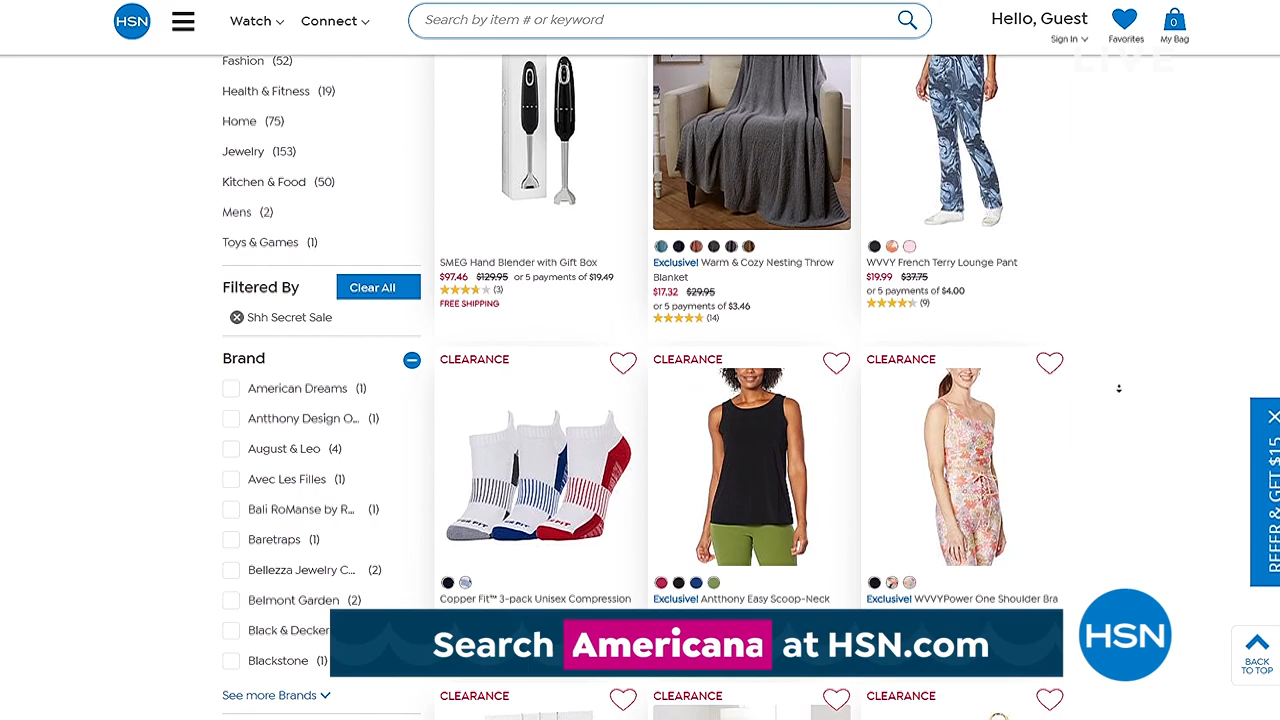 HSN
Watch
Connect
Search by item # or keyword
Hello, Guest
Sign In
Favorites
0
My Bag
LIVE
Fashion (52)
Health & Fitness (19)
Home (75)
Jewelry (153)
Kitchen & Food (50)
Mens (2)
Toys & Games (1)
Filtered By
Clear All
Shh Secret Sale
Brand
American Dreams (1)
Antthony Design O... (1)
August & Leo (4)
Avec Les Filles (1)
Bali RoManse by R... (1)
Baretraps (1)
Bellezza Jewelry C... (2)
Belmont Garden (2)
Black & Decker
Blackstone (1)
See more Brands
SMEG Hand Blender with Gift Box
$97.46 $129.95 or 5 payments of $19.49
(3)
FREE SHIPPING
Exclusive! Warm & Cozy Nesting Throw
Blanket
$17.32 $29.95
or 5 payments of $3.46
(14)
WVVY French Terry Lounge Pant
$19.99 $37.75
or 5 payments of $4.00
(9)
CLEARANCE
CLEARANCE
CLEARANCE
Copper Fit™ 3-pack Unisex Compression
Exclusive! Antthony Easy Scoop-Neck
Exclusive! WVVYPower One Shoulder Bra
Search Americana at HSN.com
HSN
REFER & GET $15
BACK
TO TOP
CLEARANCE
CLEARANCE
CLEARANCE